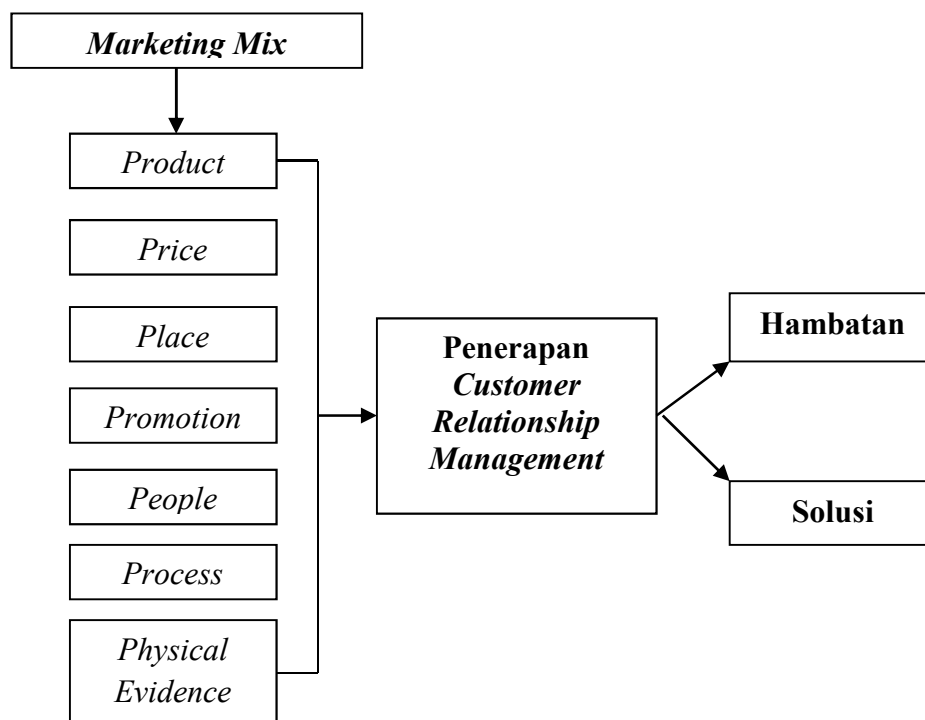 Marketing Mix
Product
Price
Place
Promotion
People
Process
Physical
Evidence
Penerapan
Customer
Relationship
Management
Hambatan
Solusi